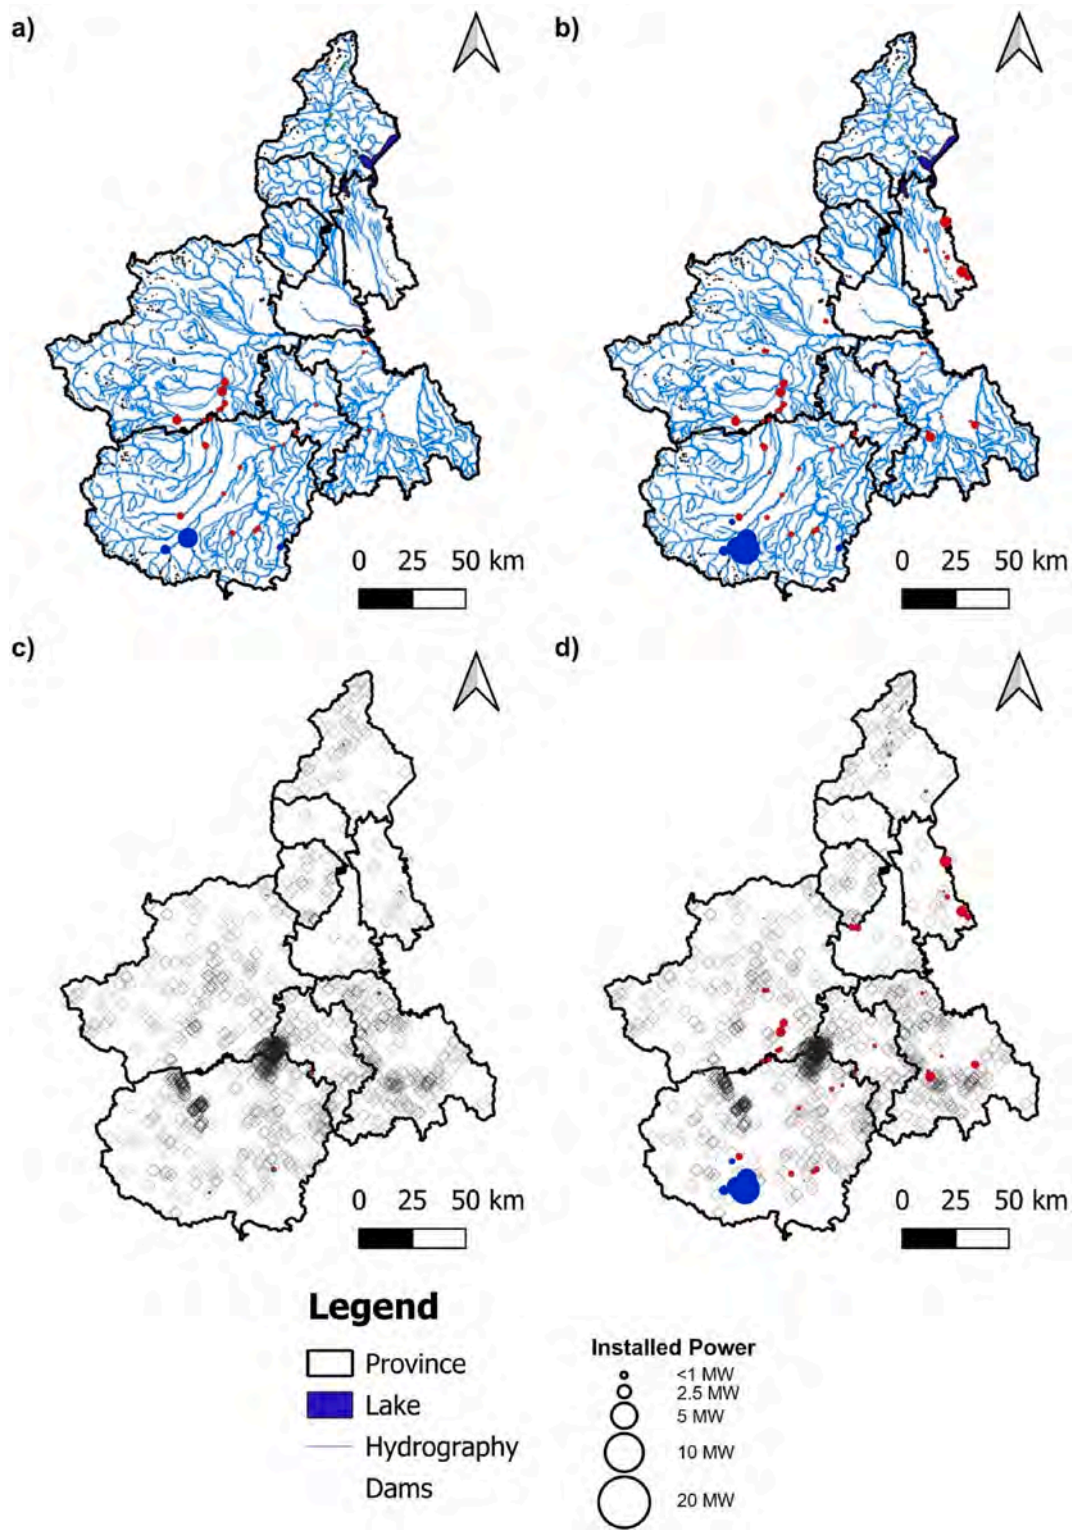 a)
b)
0 25 50 km
0 25 50 km
c)
d)
0 25 50 km
0 25 50 km
Legend
Province
Lake
Hydrography
Dams
Installed Power
<1 MW
2.5 MW
5 MW
10 MW
20 MW